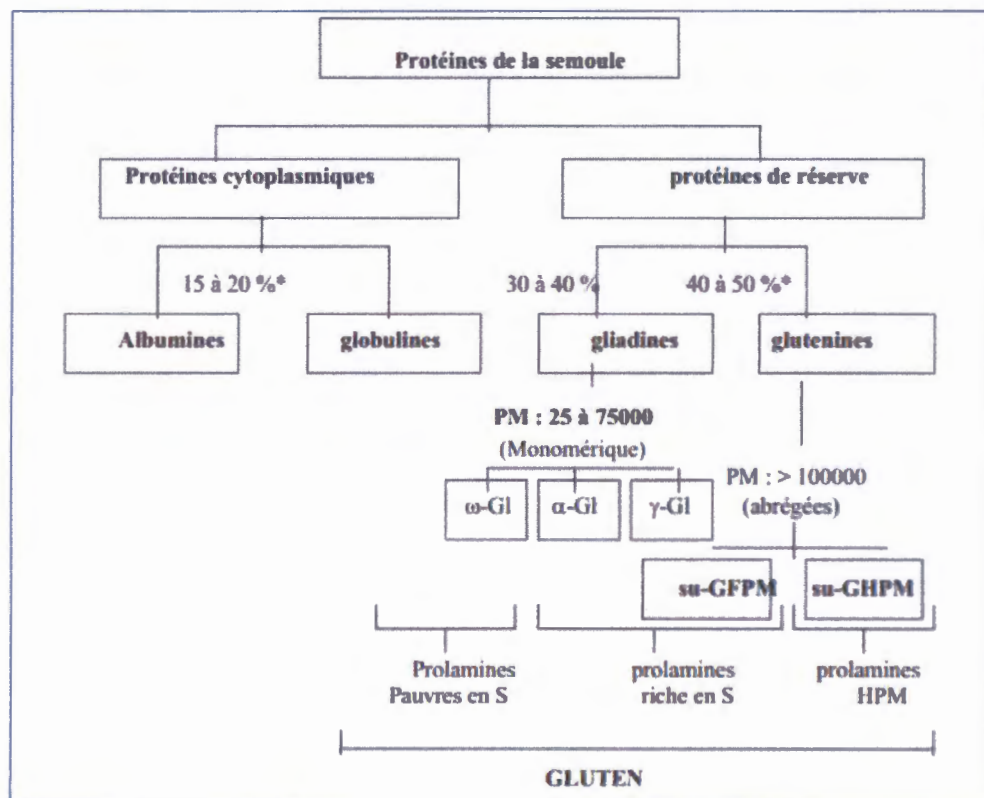 Protéines de la semoule
Protéines cytoplasmiques
protéines de réserve
15 à 20 %*
30 à 40 %
40 à 50 %*
Albumines
globulines
gliadines
glutenines
PM : 25 à 75000
(Monomérique)
PM : > 100000
(abrégées)
ω-Gl
α-Gl
γ-Gl
su-GFPM
su-GHPM
Prolamines
Pauvres en S
prolamines
riche en S
prolamines
HPM
GLUTEN